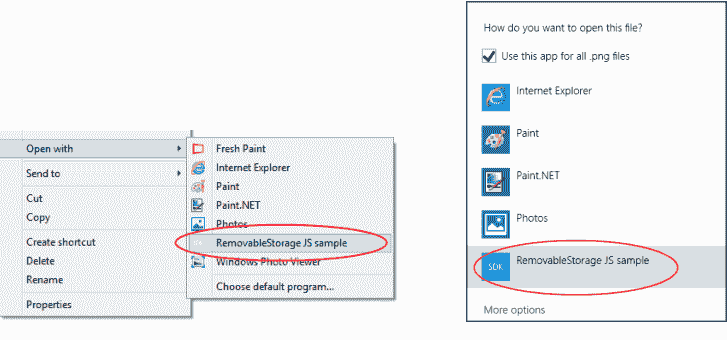 Open with
Send to
Cut
Copy
Create shortcut
Delete
Rename
Properties
Fresh Paint
Internet Explorer
Paint
Paint.NET
Photos
RemovableStorage JS sample
Windows Photo Viewer
Choose default program...
How do you want to open this file?
Use this app for all .png files
Internet Explorer
Paint
Paint.NET
Photos
SDK
RemovableStorage JS sample
More options